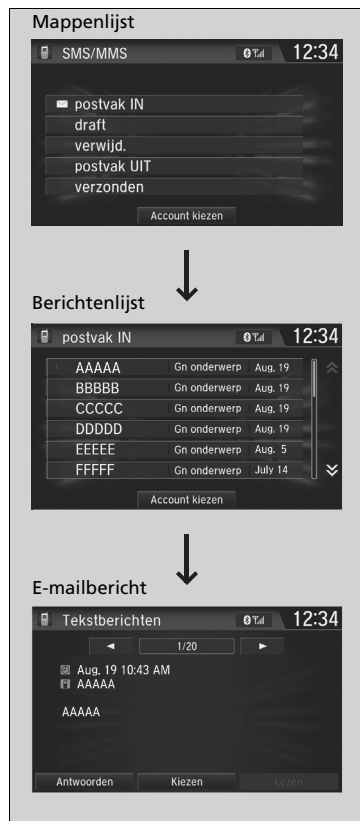 Mappenlijst
SMS/MMS 12:34
postvak IN
draft
verwijd.
postvak UIT
verzonden
Account kiezen
Berichtenlijst
postvak IN 12:34
AAAAA Gn onderwerp Aug. 19
BBBBB Gn onderwerp Aug. 19
CCCCC Gn onderwerp Aug. 19
DDDDD Gn onderwerp Aug. 19
EEEEE Gn onderwerp Aug. 5
FFFFF Gn onderwerp July 14
Account kiezen
E-mailbericht
Tekstberichten 12:34
1/20
Aug. 19 10:43 AM
AAAAA
AAAAA
Antwoorden Kiezen Lezen